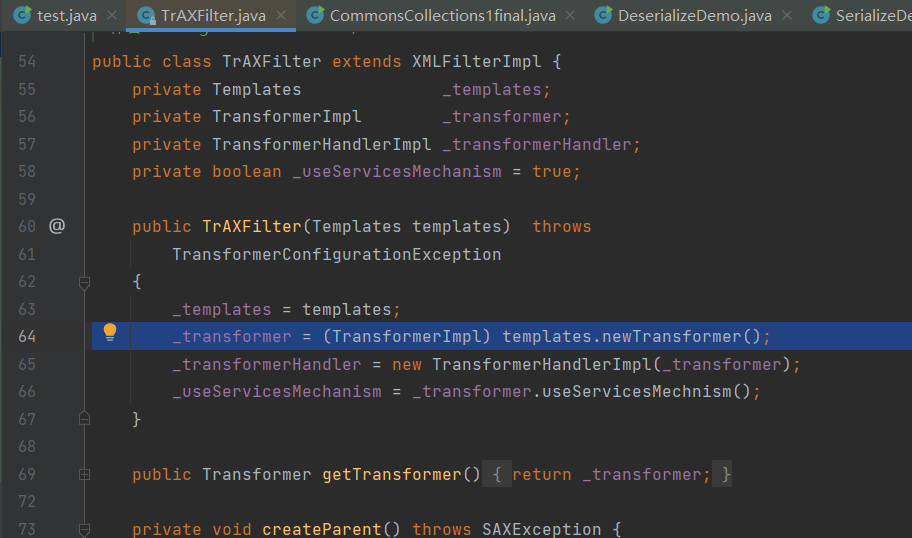 test.java TrAXFilter.java CommonsCollections1final.java DeserializeDemo.java SerializeDe
54 public class TrAXFilter extends XMLFilterImpl {
55 private Templates _templates;
56 private TransformerImpl _transformer;
57 private TransformerHandlerImpl _transformerHandler;
58 private boolean _useServicesMechanism = true;
59
60 @ public TrAXFilter(Templates templates) throws
61 TransformerConfigurationException
62 {
63 _templates = templates;
64 _transformer = (TransformerImpl) templates.newTransformer();
65 _transformerHandler = new TransformerHandlerImpl(_transformer);
66 _useServicesMechanism = _transformer.useServicesMechnism();
67 }
68
69 public Transformer getTransformer() { return _transformer; }
72
73 private void createParent() throws SAXException {